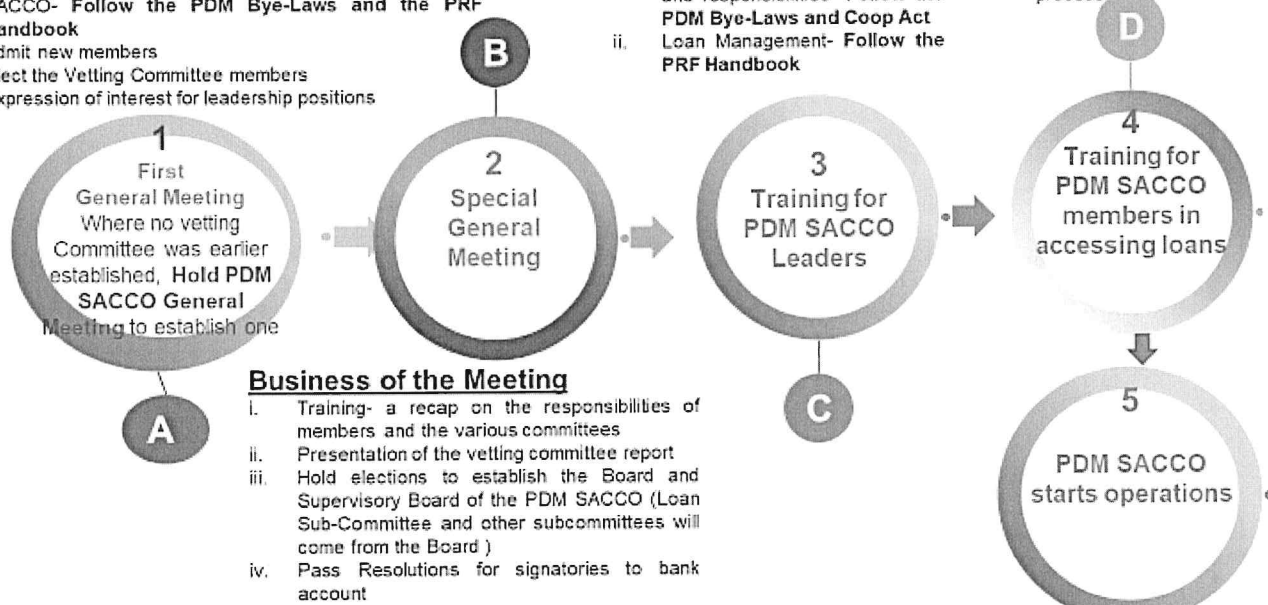 SACCO- Follow the PDM Bye-Laws and the PRF
Handbook
admit new members
lect the Vetting Committee members
xpression of interest for leadership positions
B
PDM Bye-Laws and Coop Act
ii. Loan Management- Follow the
PRF Handbook
D
1
First
General Meeting
Where no vetting
Committee was earlier
established, Hold PDM
SACCO General
Meeting to establish one
A
2
Special
General
Meeting
3
Training for
PDM SACCO
Leaders
C
4
Training for
PDM SACCO
members in
accessing loans
5
PDM SACCO
starts operations
Business of the Meeting
i. Training- a recap on the responsibilities of
members and the various committees
ii. Presentation of the vetting committee report
iii. Hold elections to establish the Board and
Supervisory Board of the PDM SACCO (Loan
Sub-Committee and other subcommittees will
come from the Board )
iv. Pass Resolutions for signatories to bank
account